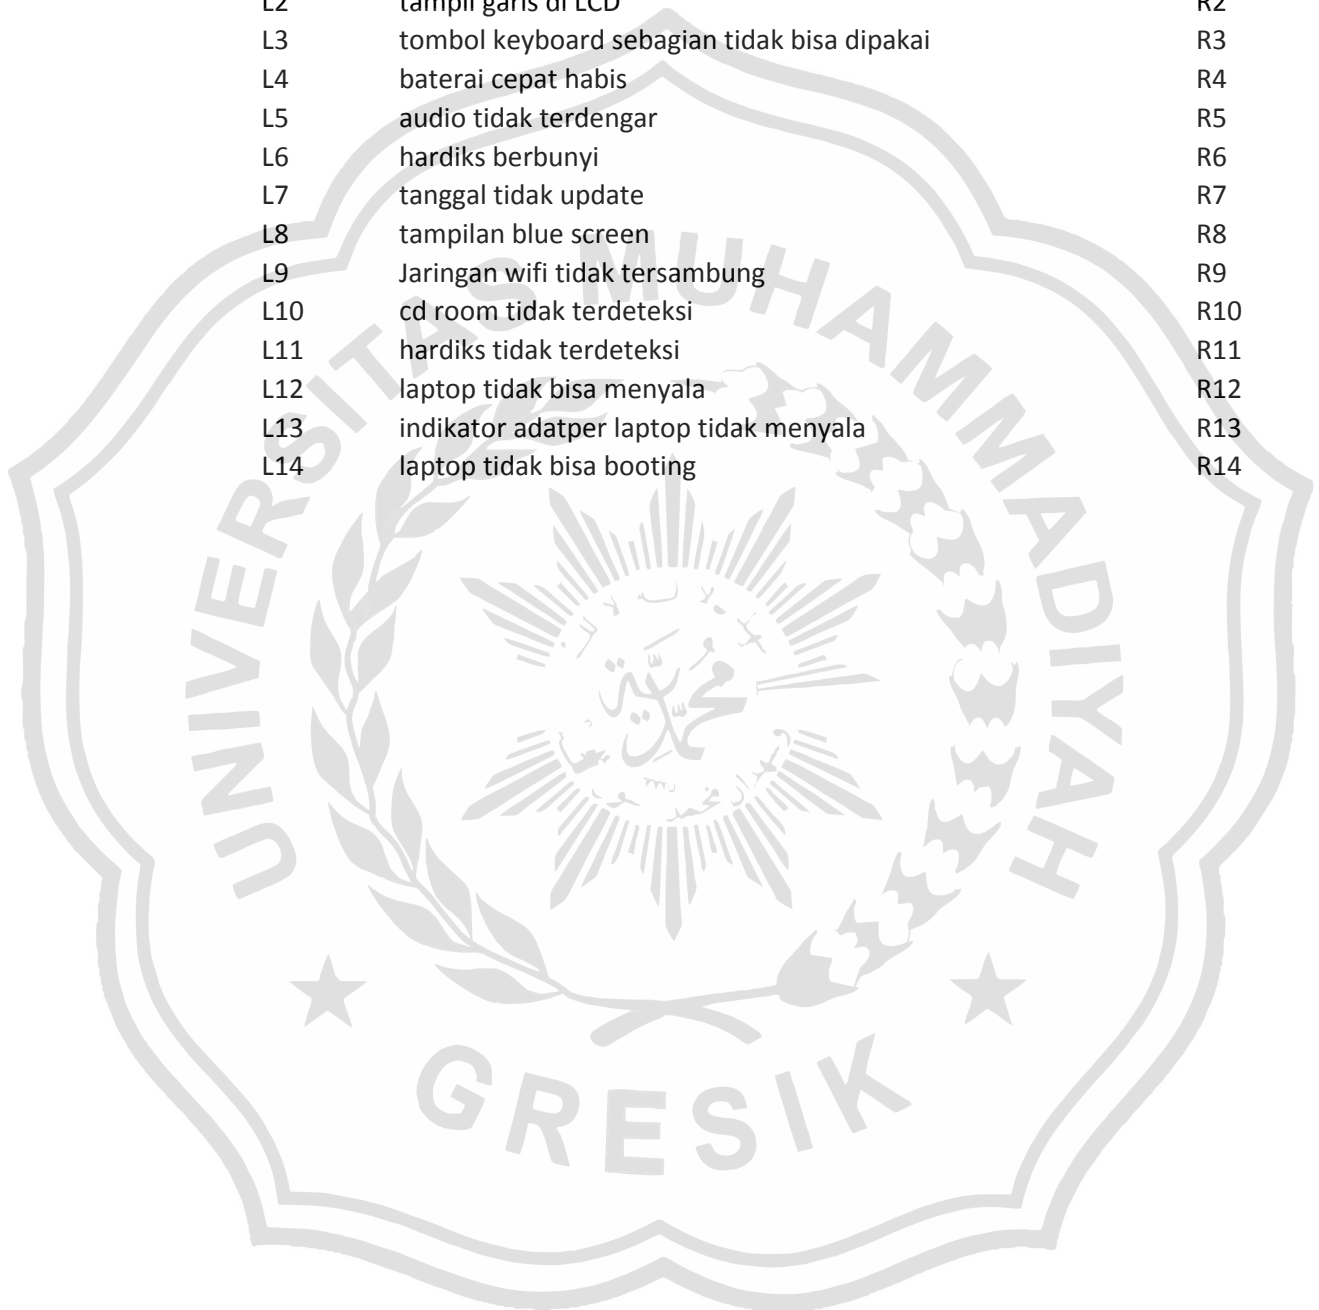 L2 tampil garis di LCD R2
L3 tombol keyboard sebagian tidak bisa dipakai R3
L4 baterai cepat habis R4
L5 audio tidak terdengar R5
L6 hardiks berbunyi R6
L7 tanggal tidak update R7
L8 tampilan blue screen R8
L9 Jaringan wifi tidak tersambung R9
L10 cd room tidak terdeteksi R10
L11 hardiks tidak terdeteksi R11
L12 laptop tidak bisa menyala R12
L13 indikator adatper laptop tidak menyala R13
L14 laptop tidak bisa booting R14
UNIVERSITAS MUHAMMADIYAH
محمدية
GRESIK